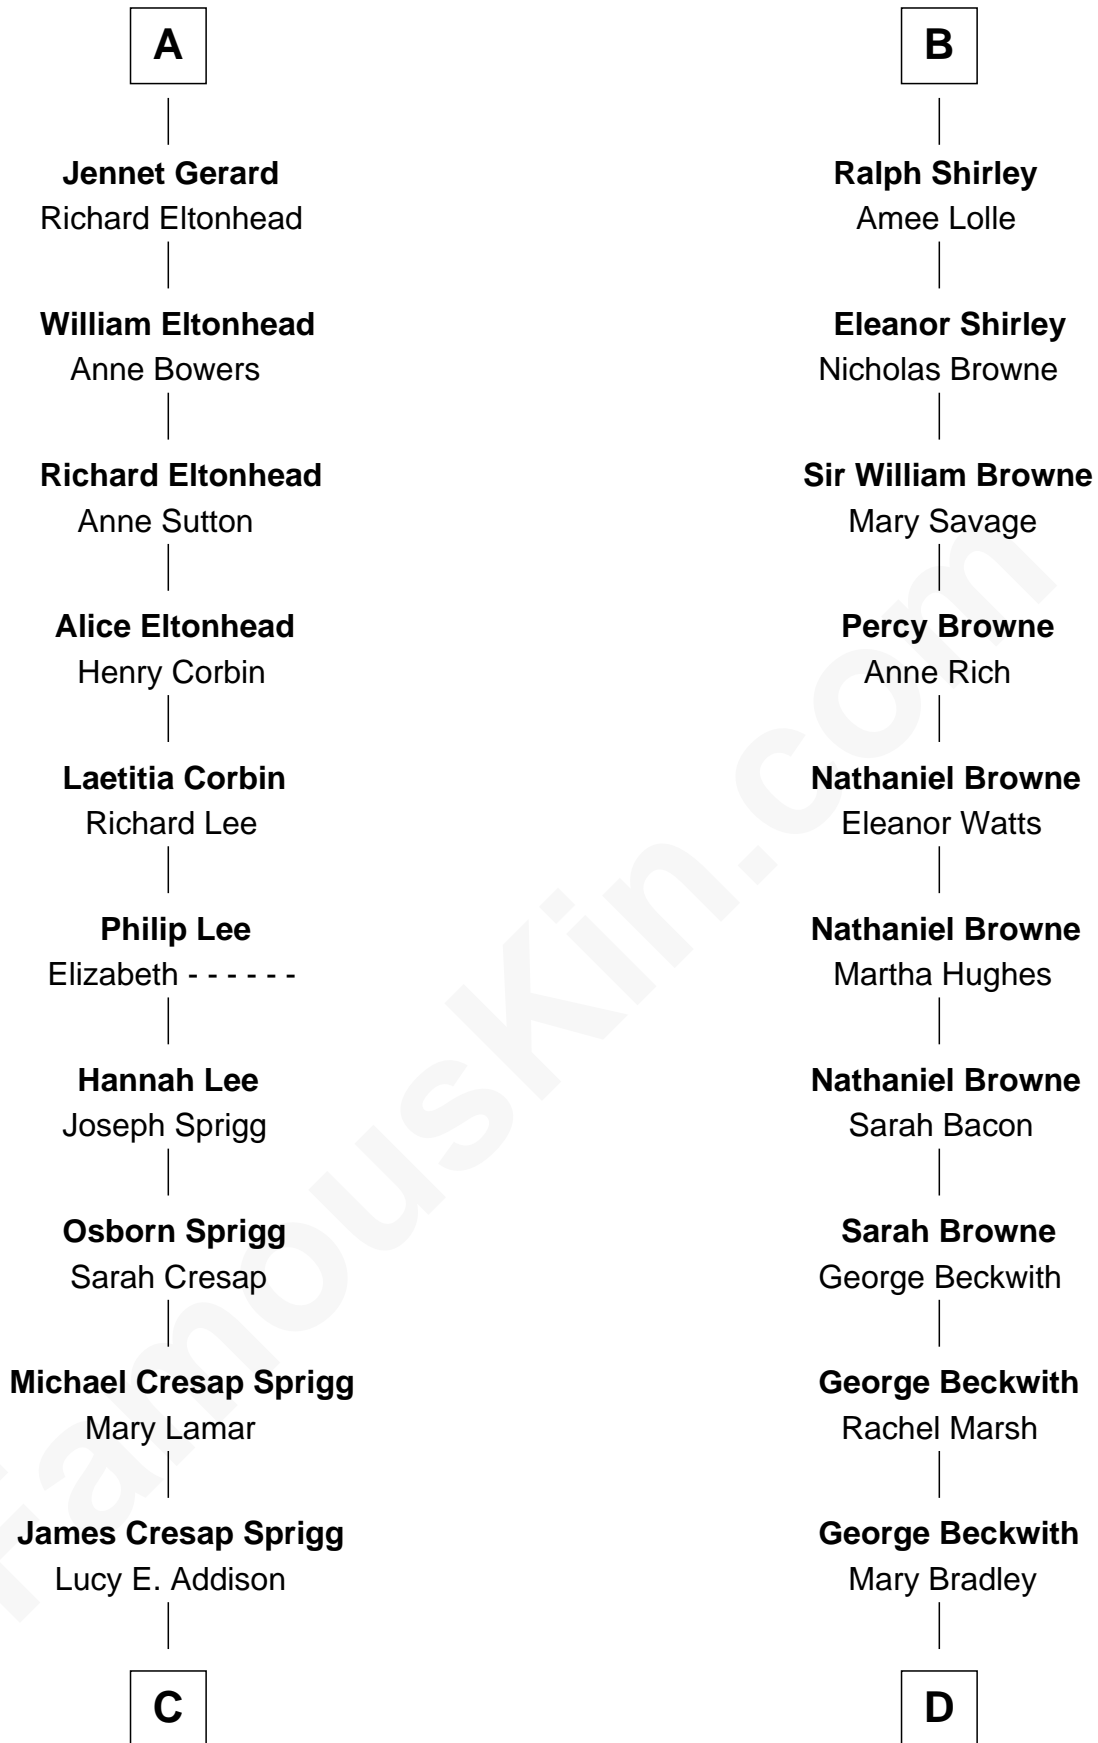 A
Jennet Gerard
Richard Eltonhead
William Eltonhead
Anne Bowers
Richard Eltonhead
Anne Sutton
Alice Eltonhead
Henry Corbin
Laetitia Corbin
Richard Lee
Philip Lee
Elizabeth - - - - - -
Hannah Lee
Joseph Sprigg
Osborn Sprigg
Sarah Cresap
Michael Cresap Sprigg
Mary Lamar
James Cresap Sprigg
Lucy E. Addison
C
B
Ralph Shirley
Amee Lolle
Eleanor Shirley
Nicholas Browne
Sir William Browne
Mary Savage
Percy Browne
Anne Rich
Nathaniel Browne
Eleanor Watts
Nathaniel Browne
Martha Hughes
Nathaniel Browne
Sarah Bacon
Sarah Browne
George Beckwith
George Beckwith
Rachel Marsh
George Beckwith
Mary Bradley
D
FamousKin.com